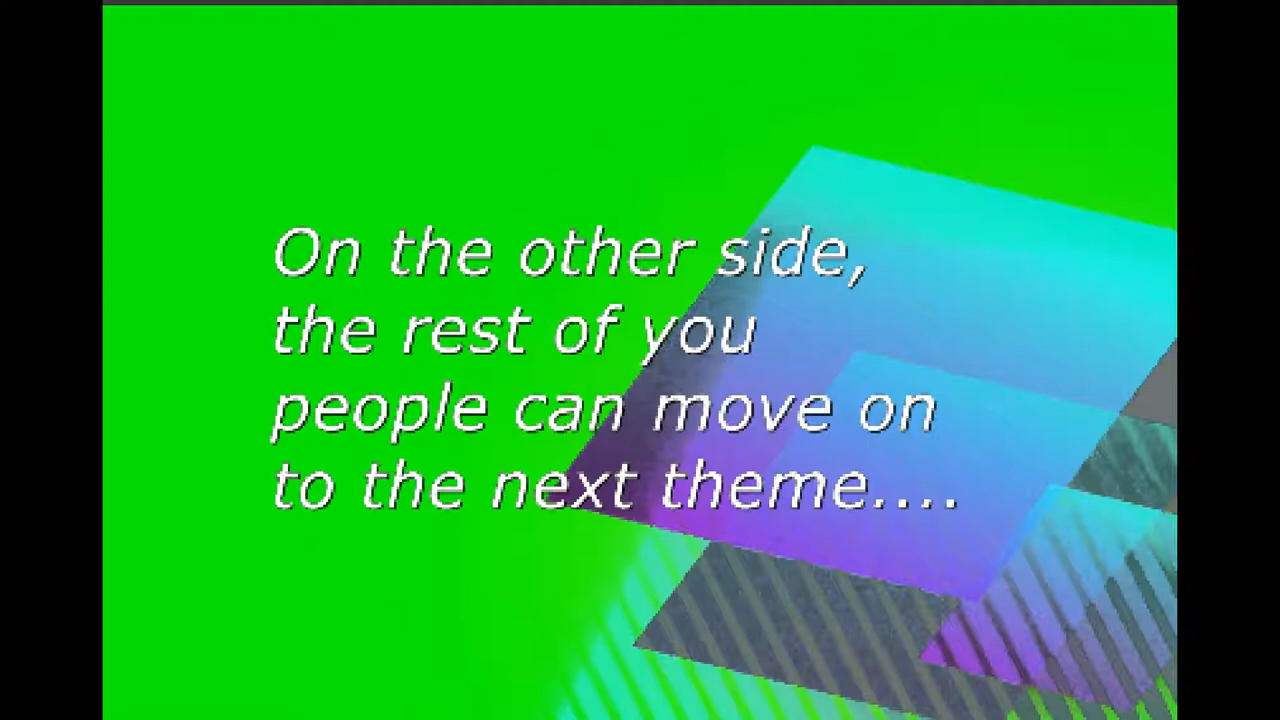 On the other side,
the rest of you
people can move on
to the next theme....